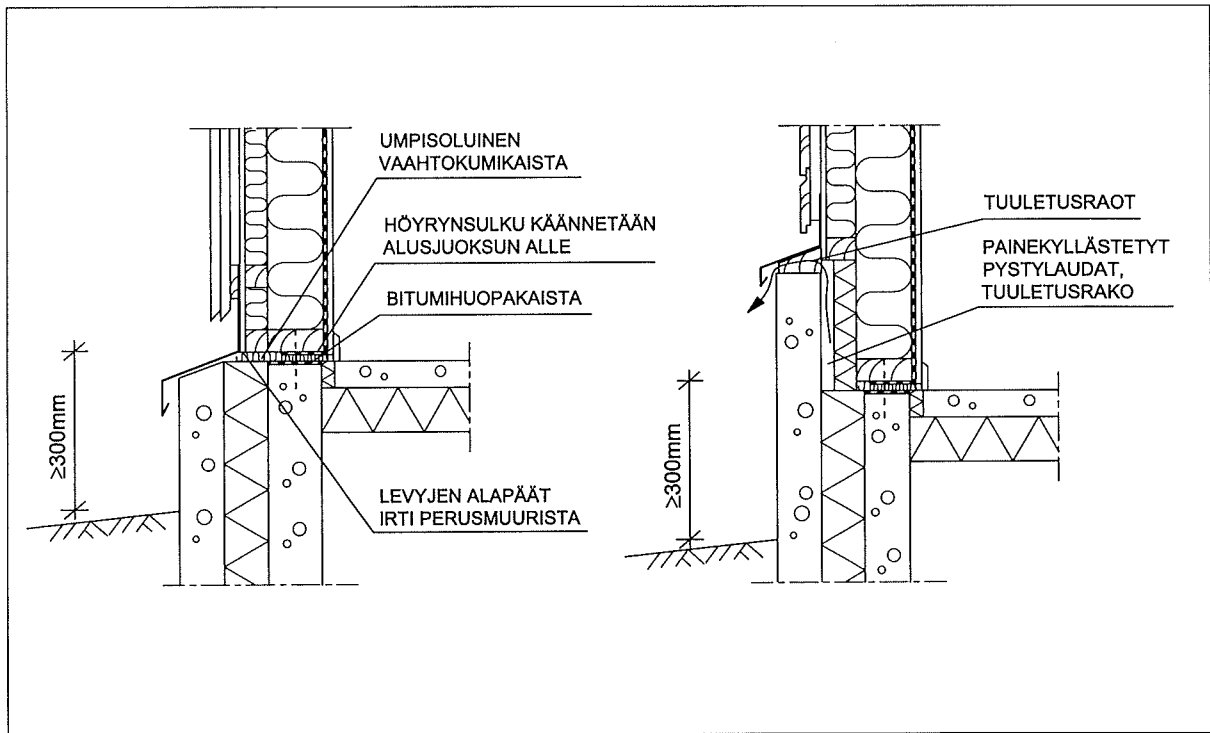 UMPISOLUINEN
VAAHTOKUMIKAISTA
HÖYRYNSULKU KÄÄNNETÄÄN
ALUSJUOKSUN ALLE
BITUMIHUOPAKAISTA
≥300mm
LEVYJEN ALAPÄÄT
IRTI PERUSMUURISTA
TUULETUSRAOT
PAINEKYLLÄSTETYT
PYSTYLAUDAT,
TUULETUSRAKO
≥300mm